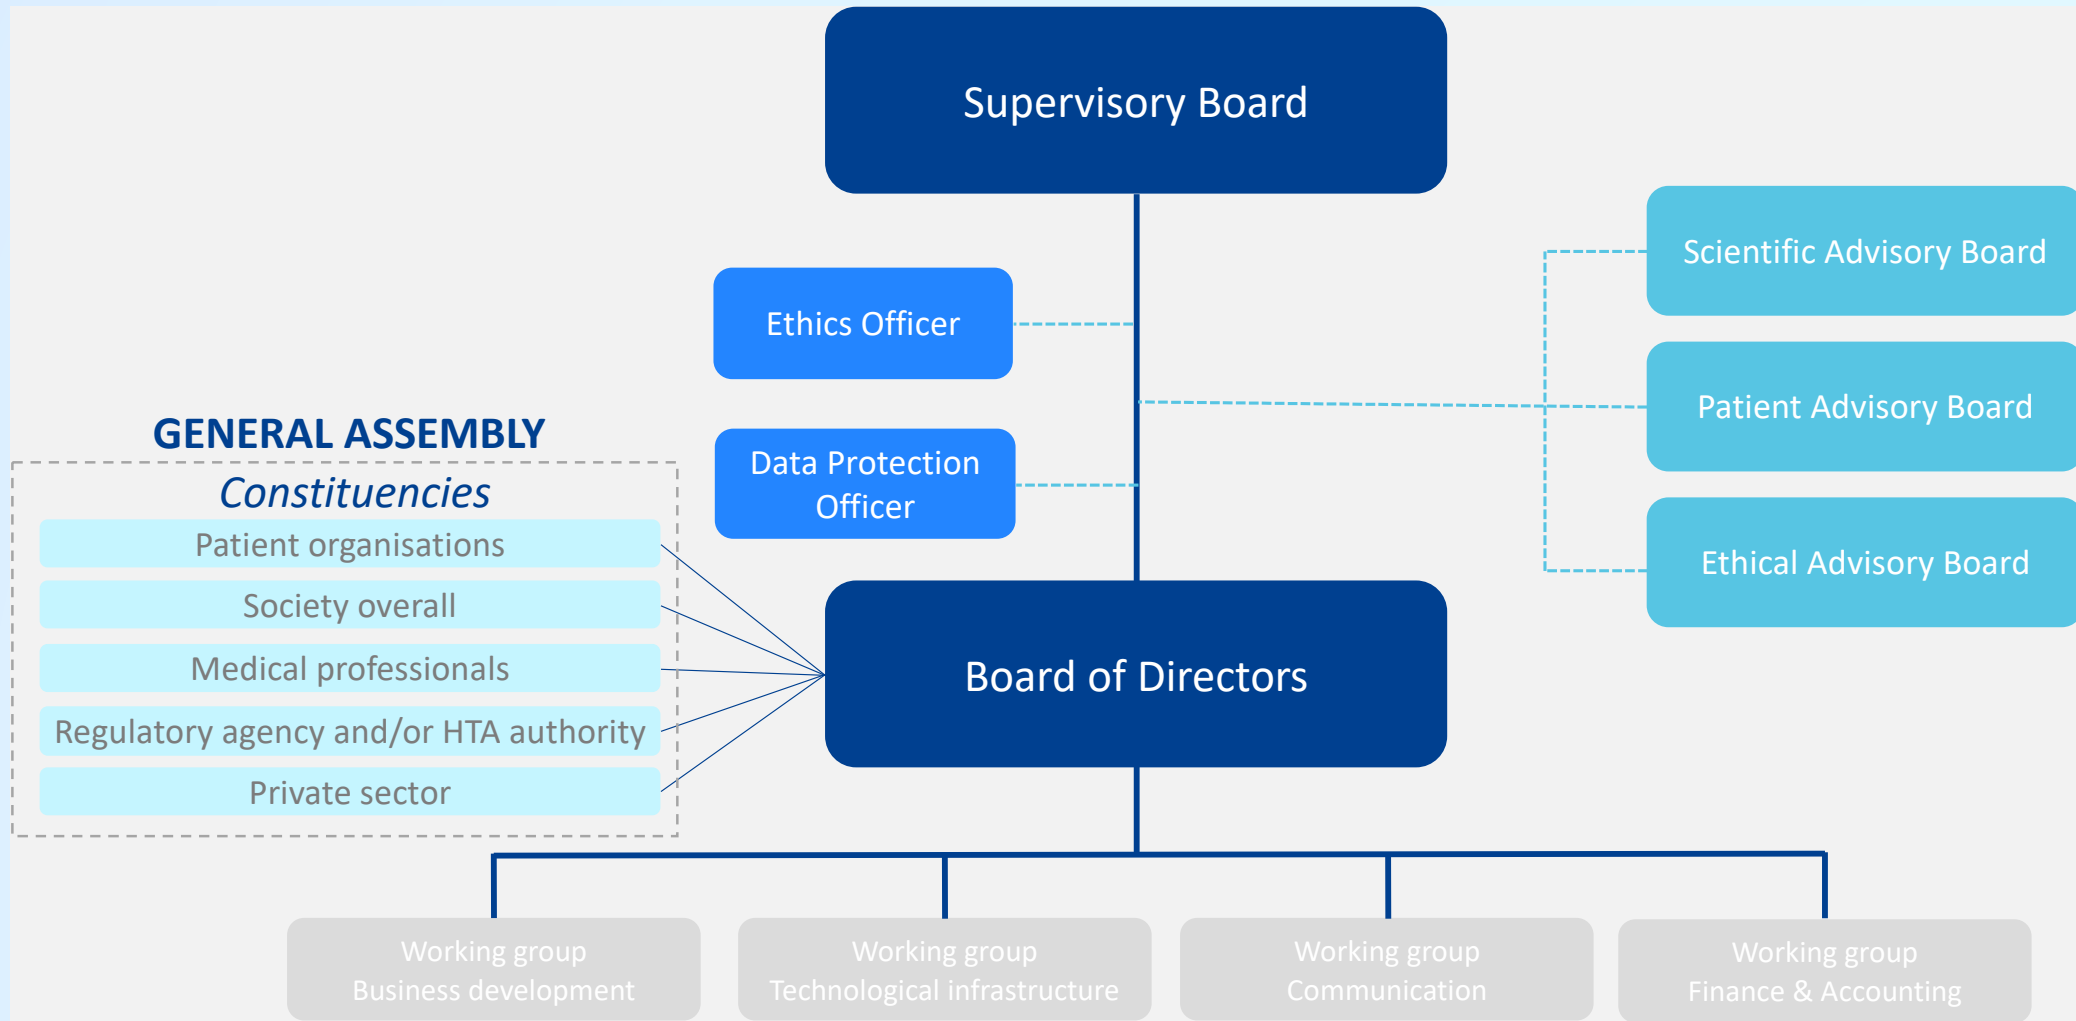 Supervisory Board
Scientific Advisory Board
Ethics Officer
Patient Advisory Board
GENERAL ASSEMBLY
Data Protection
Officer
Constituencies
Patient organisations
Ethical Advisory Board
Society overall
Medical professionals
Board of Directors
Regulatory agency and/or HTA authority
Private sector
Working group
Business development
Working group
Technological infrastructure
Working group
Communication
Working group
Finance & Accounting